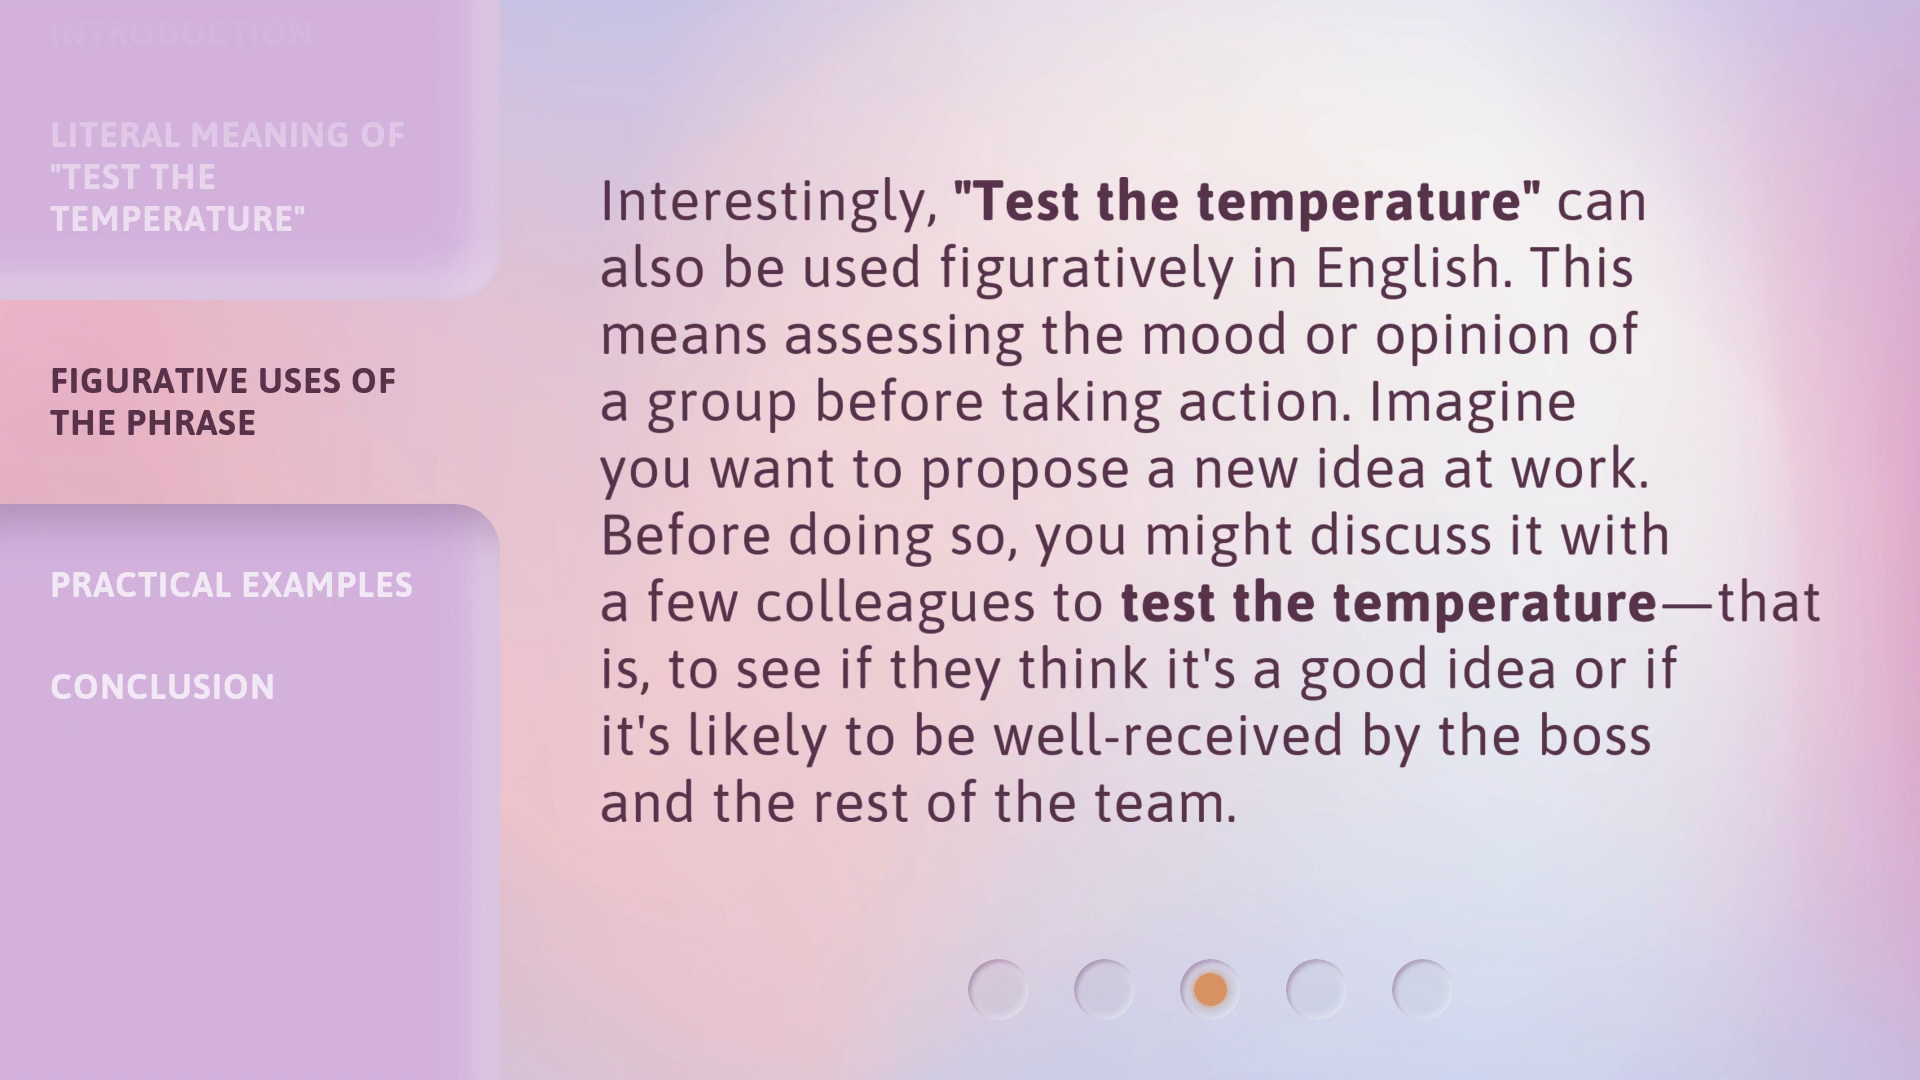 INTRODUCTION
LITERAL MEANING OF
"TEST THE
TEMPERATURE"
FIGURATIVE USES OF
THE PHRASE
PRACTICAL EXAMPLES
CONCLUSION
Interestingly, "Test the temperature" can
also be used figuratively in English. This
means assessing the mood or opinion of
a group before taking action. Imagine
you want to propose a new idea at work.
Before doing so, you might discuss it with
a few colleagues to test the temperature—that
is, to see if they think it's a good idea or if
it's likely to be well-received by the boss
and the rest of the team.